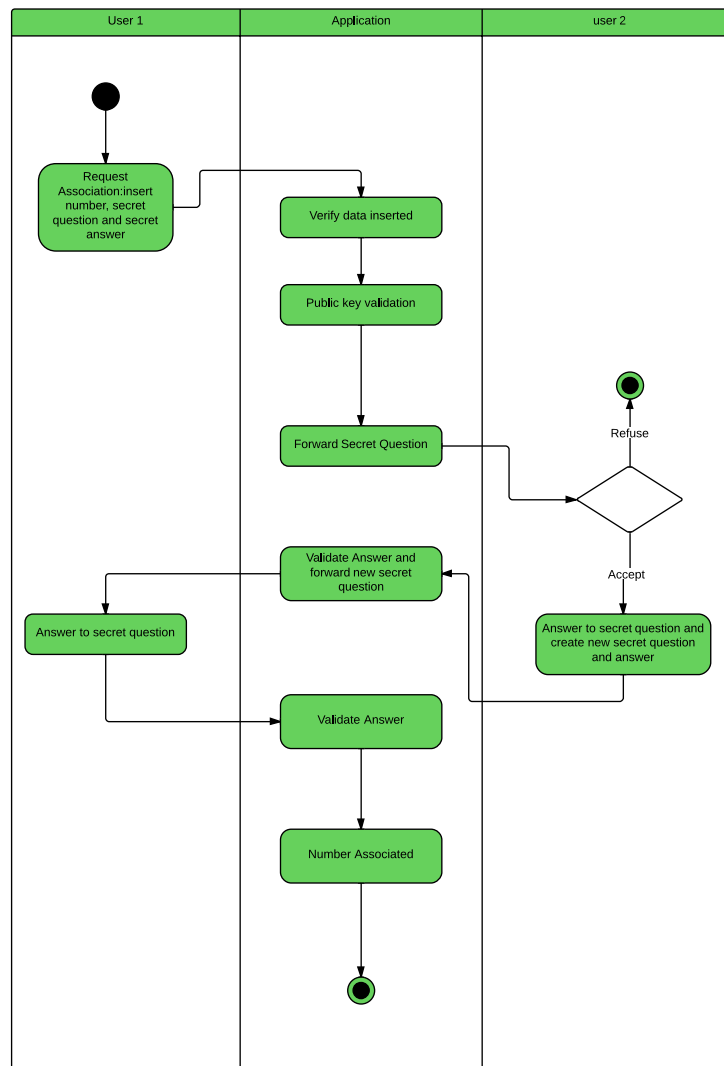 User 1
Application
user 2
Request
Association:insert
number, secret
question and secret
answer
Verify data inserted
Public key validation
Forward Secret Question
Refuse
Accept
Validate Answer and
forward new secret
question
Answer to secret question
Answer to secret question and
create new secret question
and answer
Validate Answer
Number Associated